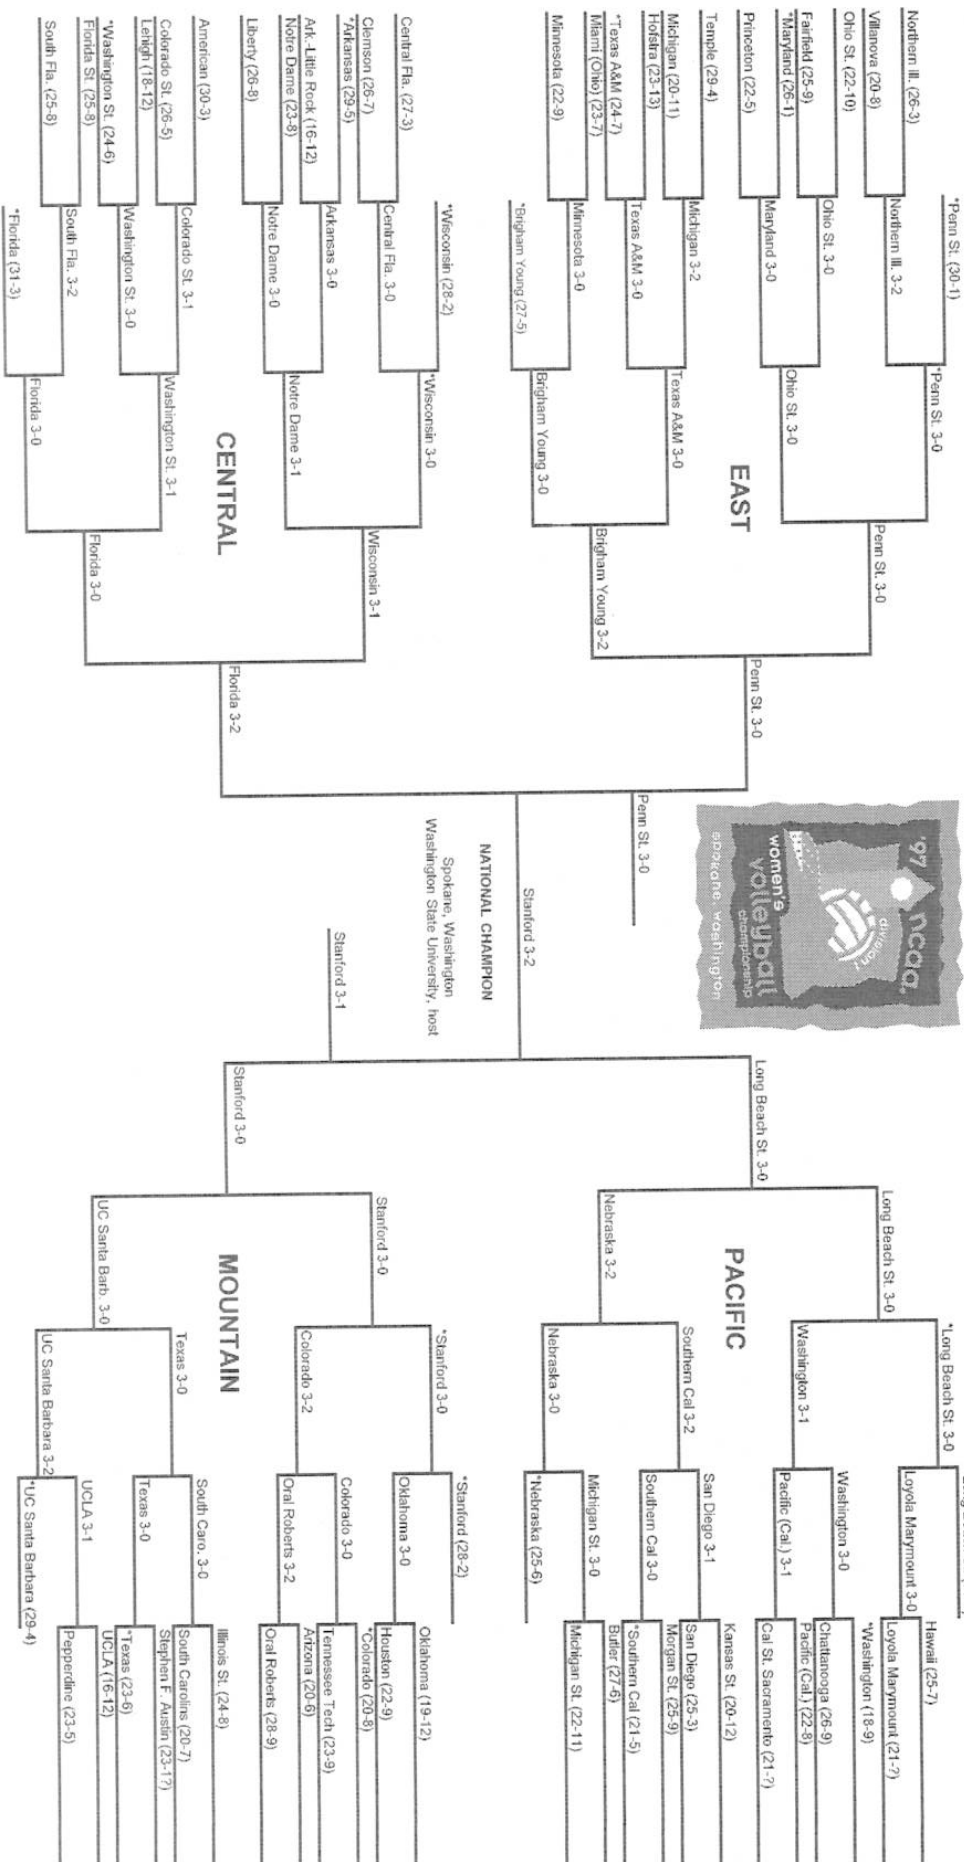 Northern Ill. (26-3)
Villanova (20-8)
Ohio St. (22-10)
Fairfield (25-9)
*Maryland (26-1)
Princeton (22-5)
Temple (29-4)
Michigan (20-11)
Hofstra (23-13)
*Texas A&M (24-7)
Miami (Ohio) (23-7)
Minnesota (22-9)
*Penn St. (30-1)
Northern Ill. 3-2
Ohio St. 3-0
Maryland 3-0
Michigan 3-2
Texas A&M 3-0
Minnesota 3-0
*Brigham Young (27-5)
*Penn St. 3-0
Ohio St. 3-0
Texas A&M 3-0
Brigham Young 3-0
EAST
Penn St. 3-0
Brigham Young 3-2
Penn St. 3-0
Central Fla. (27-3)
Clemson (26-7)
*Arkansas (29-5)
Ark.-Little Rock (16-12)
Notre Dame (23-8)
Liberty (26-8)
American (30-3)
Colorado St. (26-5)
Lehigh (18-12)
*Washington St. (24-6)
Florida St. (25-8)
South Fla. (25-8)
*Wisconsin (28-2)
Central Fla. 3-0
Arkansas 3-0
Notre Dame 3-0
Colorado St. 3-1
Washington St. 3-0
South Fla. 3-2
*Florida (31-3)
*Wisconsin 3-0
Notre Dame 3-1
Washington St. 3-1
Florida 3-0
CENTRAL
Wisconsin 3-1
Florida 3-0
Florida 3-2
Penn St. 3-0
'97 ncaa
division I
women's
volleyball
championship
spokane, washington
Stanford 3-2
NATIONAL CHAMPION
Spokane, Washington
Washington State University, host
Stanford 3-1
Long Beach St. 3-0
Stanford 3-0
PACIFIC
Long Beach St. 3-0
Nebraska 3-2
*Long Beach St. 3-0
Washington 3-1
Southern Cal 3-2
Nebraska 3-0
Loyola Marymount 3-0
Washington 3-0
Pacific (Cal.) 3-1
San Diego 3-1
Southern Cal 3-0
Michigan St. 3-0
*Nebraska (25-6)
Hawaii (25-7)
Loyola Marymount (21-?)
*Washington (18-9)
Chattanooga (26-9)
Pacific (Cal.) (22-8)
Cal St. Sacramento (21-?)
Kansas St. (20-12)
San Diego (25-3)
Morgan St. (25-9)
*Southern Cal (21-5)
Butler (27-6)
Michigan St. (22-11)
MOUNTAIN
Stanford 3-0
UC Santa Barb. 3-0
*Stanford 3-0
Colorado 3-2
Texas 3-0
UC Santa Barbara 3-2
*Stanford (28-2)
Oklahoma 3-0
Colorado 3-0
Oral Roberts 3-2
South Caro. 3-0
Texas 3-0
UCLA 3-1
*UC Santa Barbara (29-4)
Oklahoma (19-12)
Houston (22-9)
*Colorado (20-8)
Tennessee Tech (23-9)
Arizona (20-6)
Oral Roberts (28-9)
Illinois St. (24-8)
South Carolins (20-7)
Stephen F. Austin (23-1?)
*Texas (23-6)
UCLA (16-12)
Pepperdine (23-5)